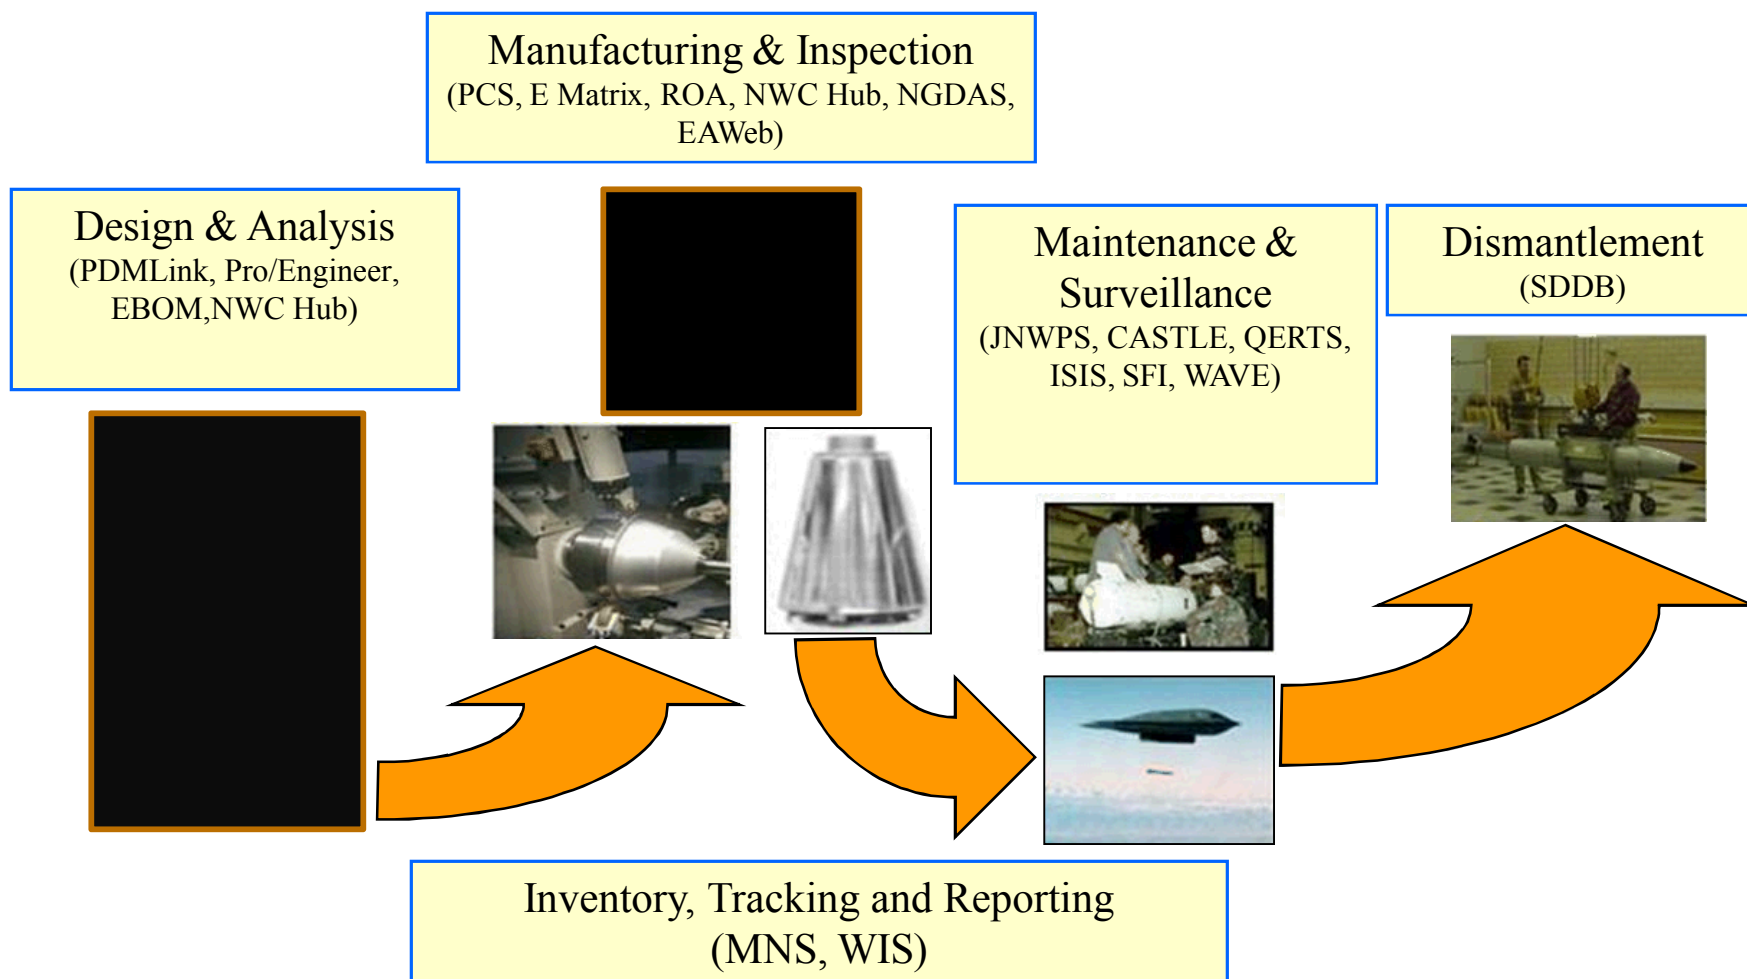 Manufacturing & Inspection
(PCS, E Matrix, ROA, NWC Hub, NGDAS,
EAWeb)
Design & Analysis
(PDMLink, Pro/Engineer,
EBOM,NWC Hub)
Maintenance &
Surveillance
(JNWPS, CASTLE, QERTS,
ISIS, SFI, WAVE)
Dismantlement
(SDDB)
Inventory, Tracking and Reporting
(MNS, WIS)